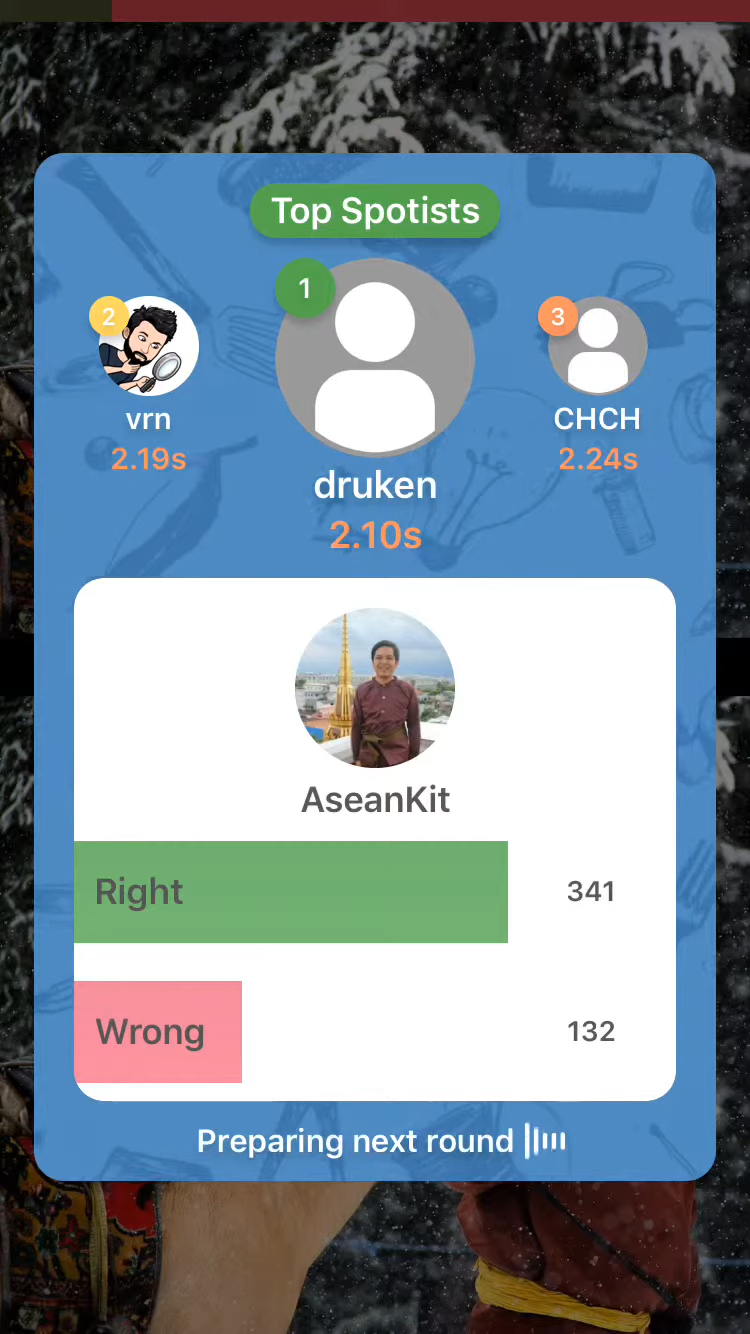 Top Spotists
1
2
3
vrn
CHCH
2.19s
2.24s
druken
2.10s
AseanKit
Right
341
Wrong
132
Preparing next round